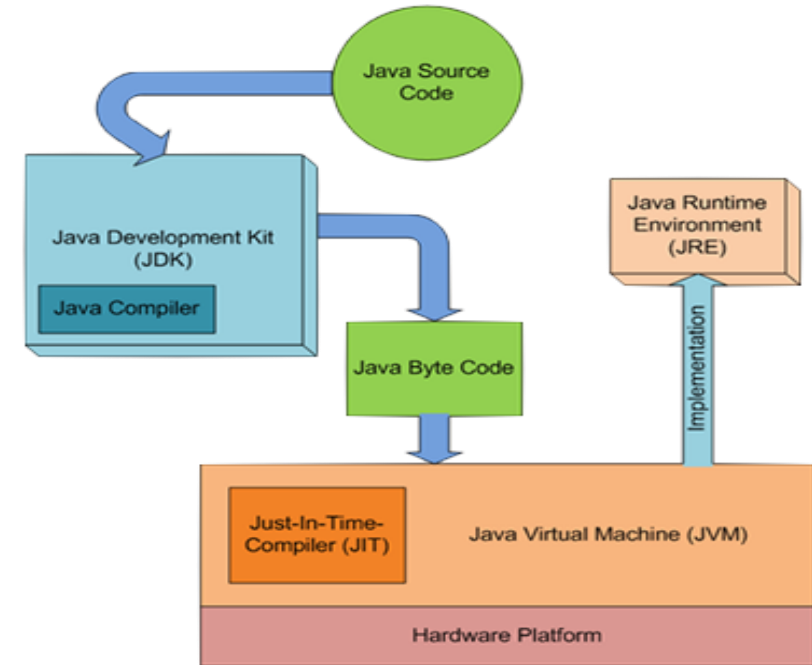 Java Source
Code
Java Development Kit
(JDK)
Java Compiler
Java Runtime
Environment
(JRE)
Implementation
Java Byte Code
Just-In-Time-
Compiler (JIT)
Java Virtual Machine (JVM)
Hardware Platform